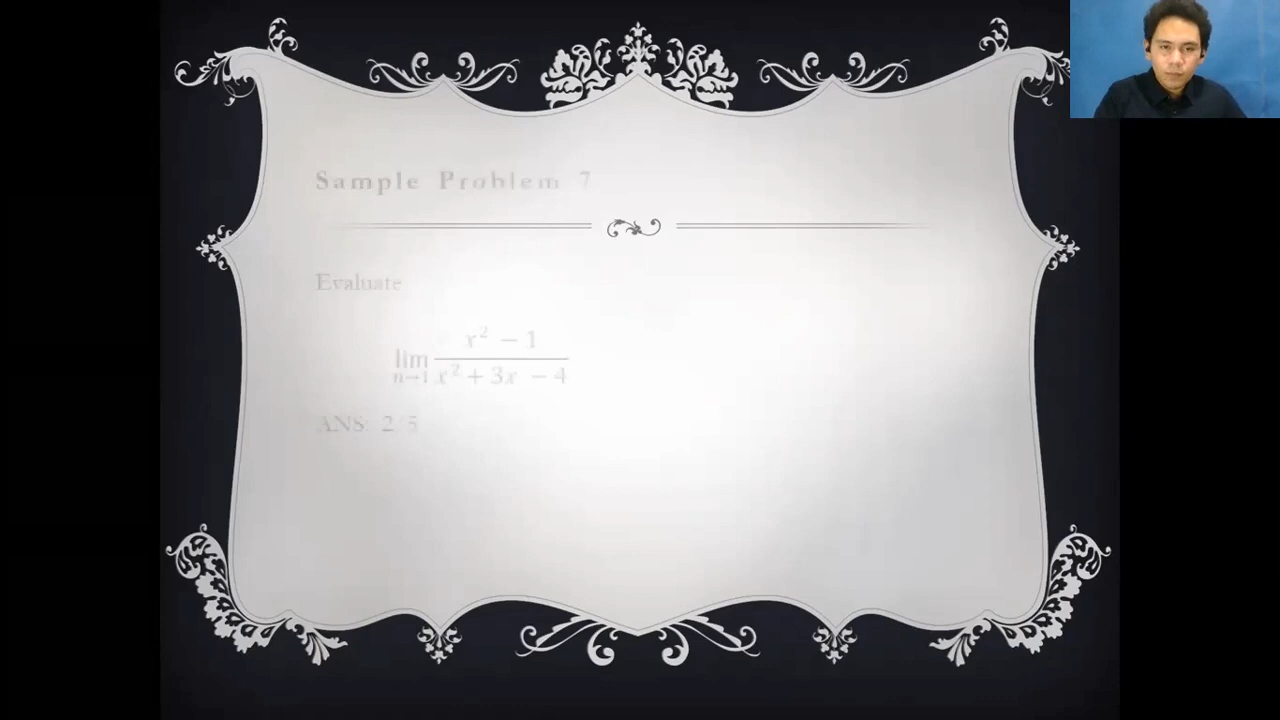 Sample Problem 7
Evaluate
lim n→1 x² − 1 / x² + 3x − 4
ANS: 2/5